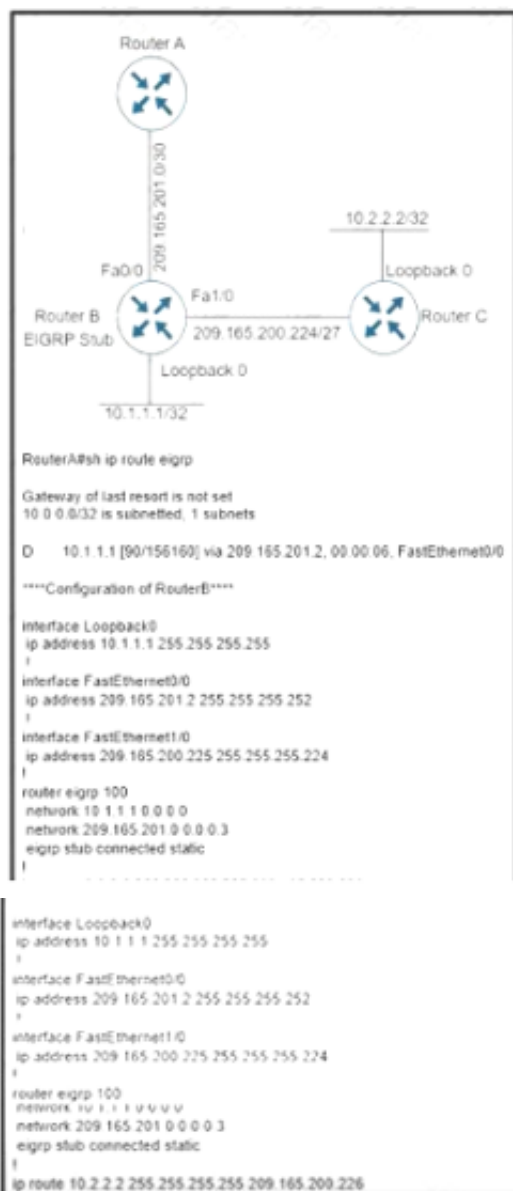 Router A
209.165.201.0/30
10.2.2.2/32
Fa0/0
Loopback 0
Fa1/0
Router B
Router C
EIGRP Stub
209.165.200.224/27
Loopback 0
10.1.1.1/32
RouterA#sh ip route eigrp
Gateway of last resort is not set
10.0.0.0/32 is subnetted, 1 subnets
D 10.1.1.1 [90/156160] via 209.165.201.2, 00:00:06, FastEthernet0/0
****Configuration of RouterB****
interface Loopback0
ip address 10.1.1.1 255.255.255.255
!
interface FastEthernet0/0
ip address 209.165.201.2 255.255.255.252
!
interface FastEthernet1/0
ip address 209.165.200.225 255.255.255.224
!
router eigrp 100
network 10.1.1.1 0.0.0.0
network 209.165.201.0 0.0.0.3
eigrp stub connected static
!
interface Loopback0
ip address 10.1.1.1 255.255.255.255
!
interface FastEthernet0/0
ip address 209.165.201.2 255.255.255.252
!
interface FastEthernet1/0
ip address 209.165.200.225 255.255.255.224
!
router eigrp 100
network 10.1.1.1 0.0.0.0
network 209.165.201.0 0.0.0.3
eigrp stub connected static
!
ip route 10.2.2.2 255.255.255.255 209.165.200.226